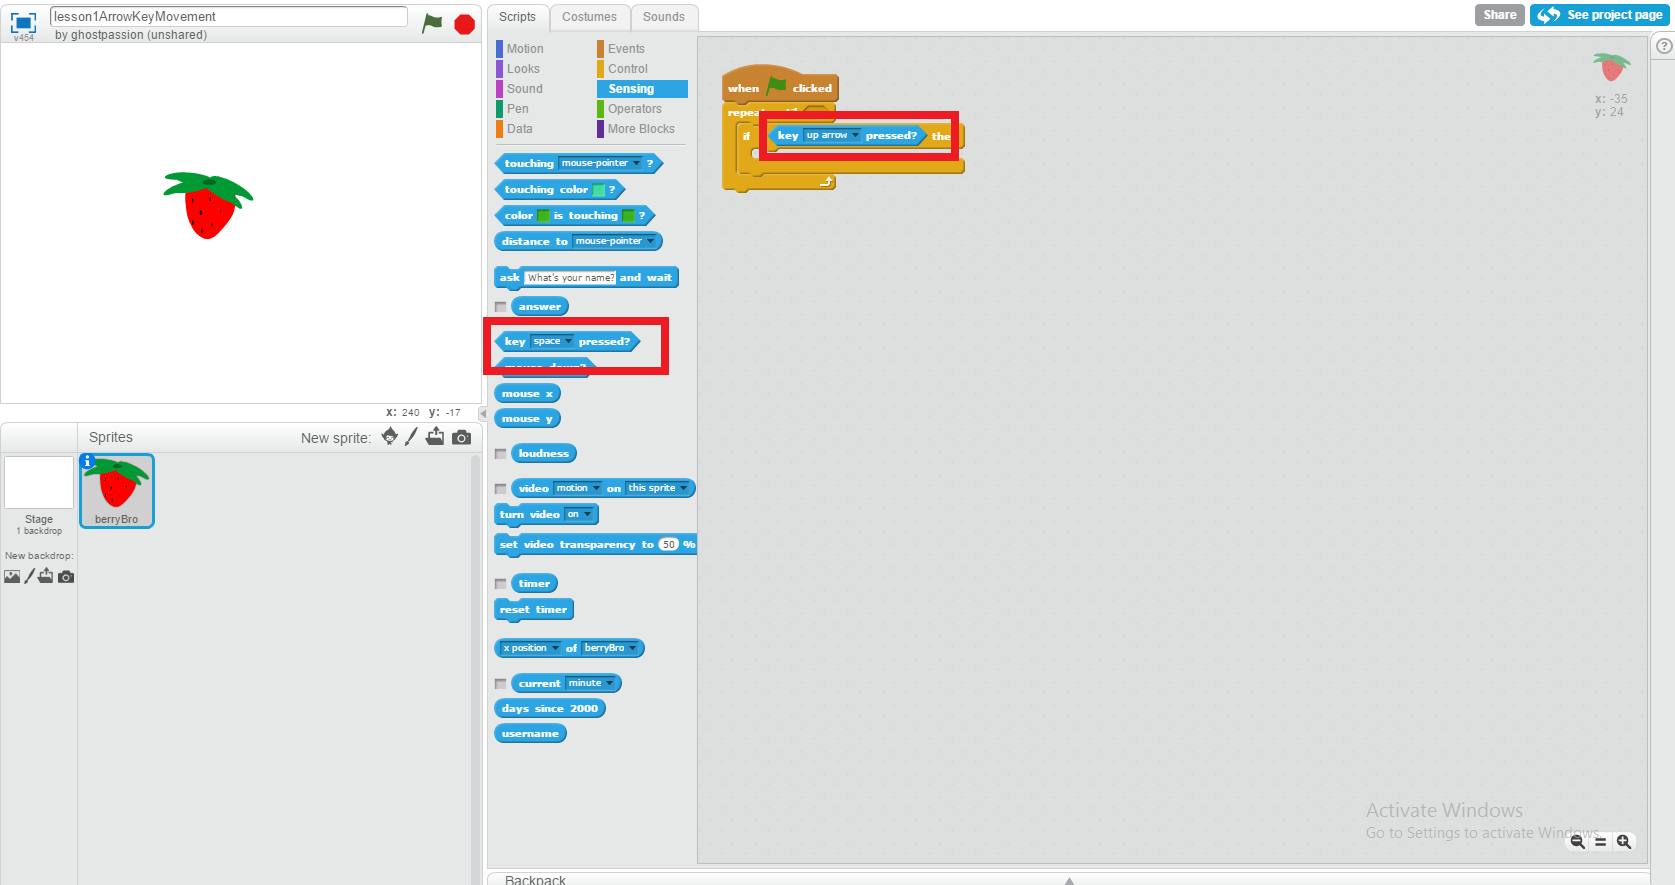 lesson1ArrowKeyMovement
by ghostpassion (unshared)
v454
Scripts
Costumes
Sounds
Share
See project page
?
Motion
Events
Looks
Control
Sound
Sensing
Pen
Operators
Data
More Blocks
touching mouse-pointer ?
touching color ?
color is touching ?
distance to mouse-pointer
ask What's your name? and wait
answer
key space pressed?
mouse down?
mouse x
mouse y
loudness
video motion on this sprite
turn video on
set video transparency to 50 %
timer
reset timer
x position of berryBro
current minute
days since 2000
username
when clicked
if key up arrow pressed? the
x: -35
y: 24
x: 240 y: -17
Sprites
New sprite:
i
berryBro
Stage
1 backdrop
New backdrop:
Activate Windows
Go to Settings to activate Windows.
Backpack